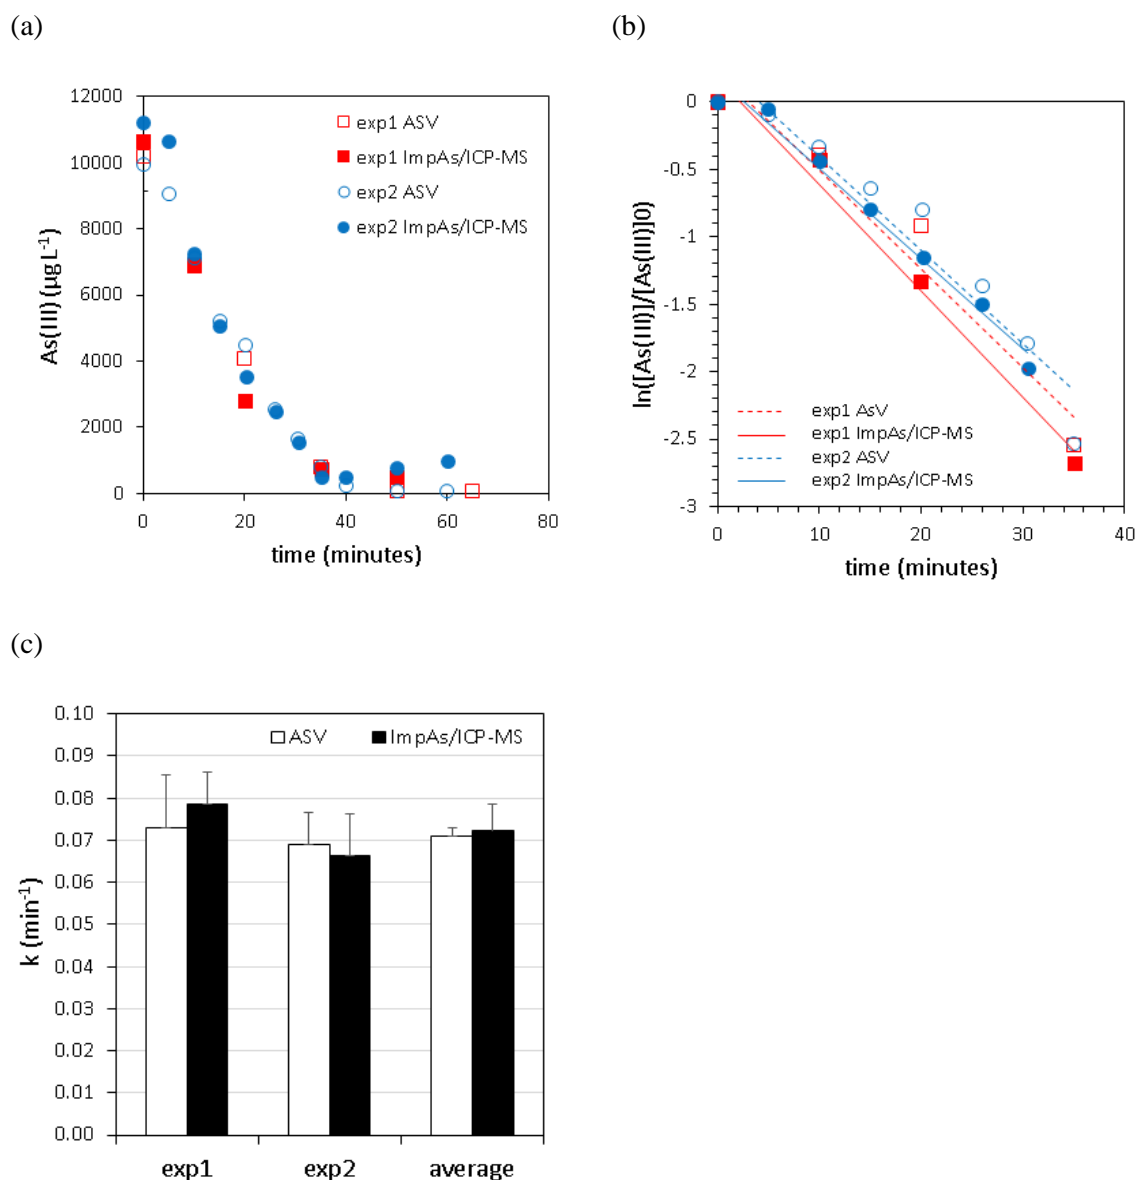 (a)
12000
10000
8000
6000
4000
2000
0
As(III) (µg L-1)
exp1 ASV
exp1 ImpAs/ICP-MS
exp2 ASV
exp2 ImpAs/ICP-MS
0 20 40 60 80
time (minutes)
(b)
0
-0.5
-1
-1.5
-2
-2.5
-3
ln([As(III)]/[As(III)]0)
exp1 AsV
exp1 ImpAs/ICP-MS
exp2 ASV
exp2 ImpAs/ICP-MS
0 10 20 30 40
time (minutes)
(c)
0.10
0.09
0.08
0.07
0.06
0.05
0.04
0.03
0.02
0.01
0.00
k (min-1)
ASV ImpAs/ICP-MS
exp1 exp2 average